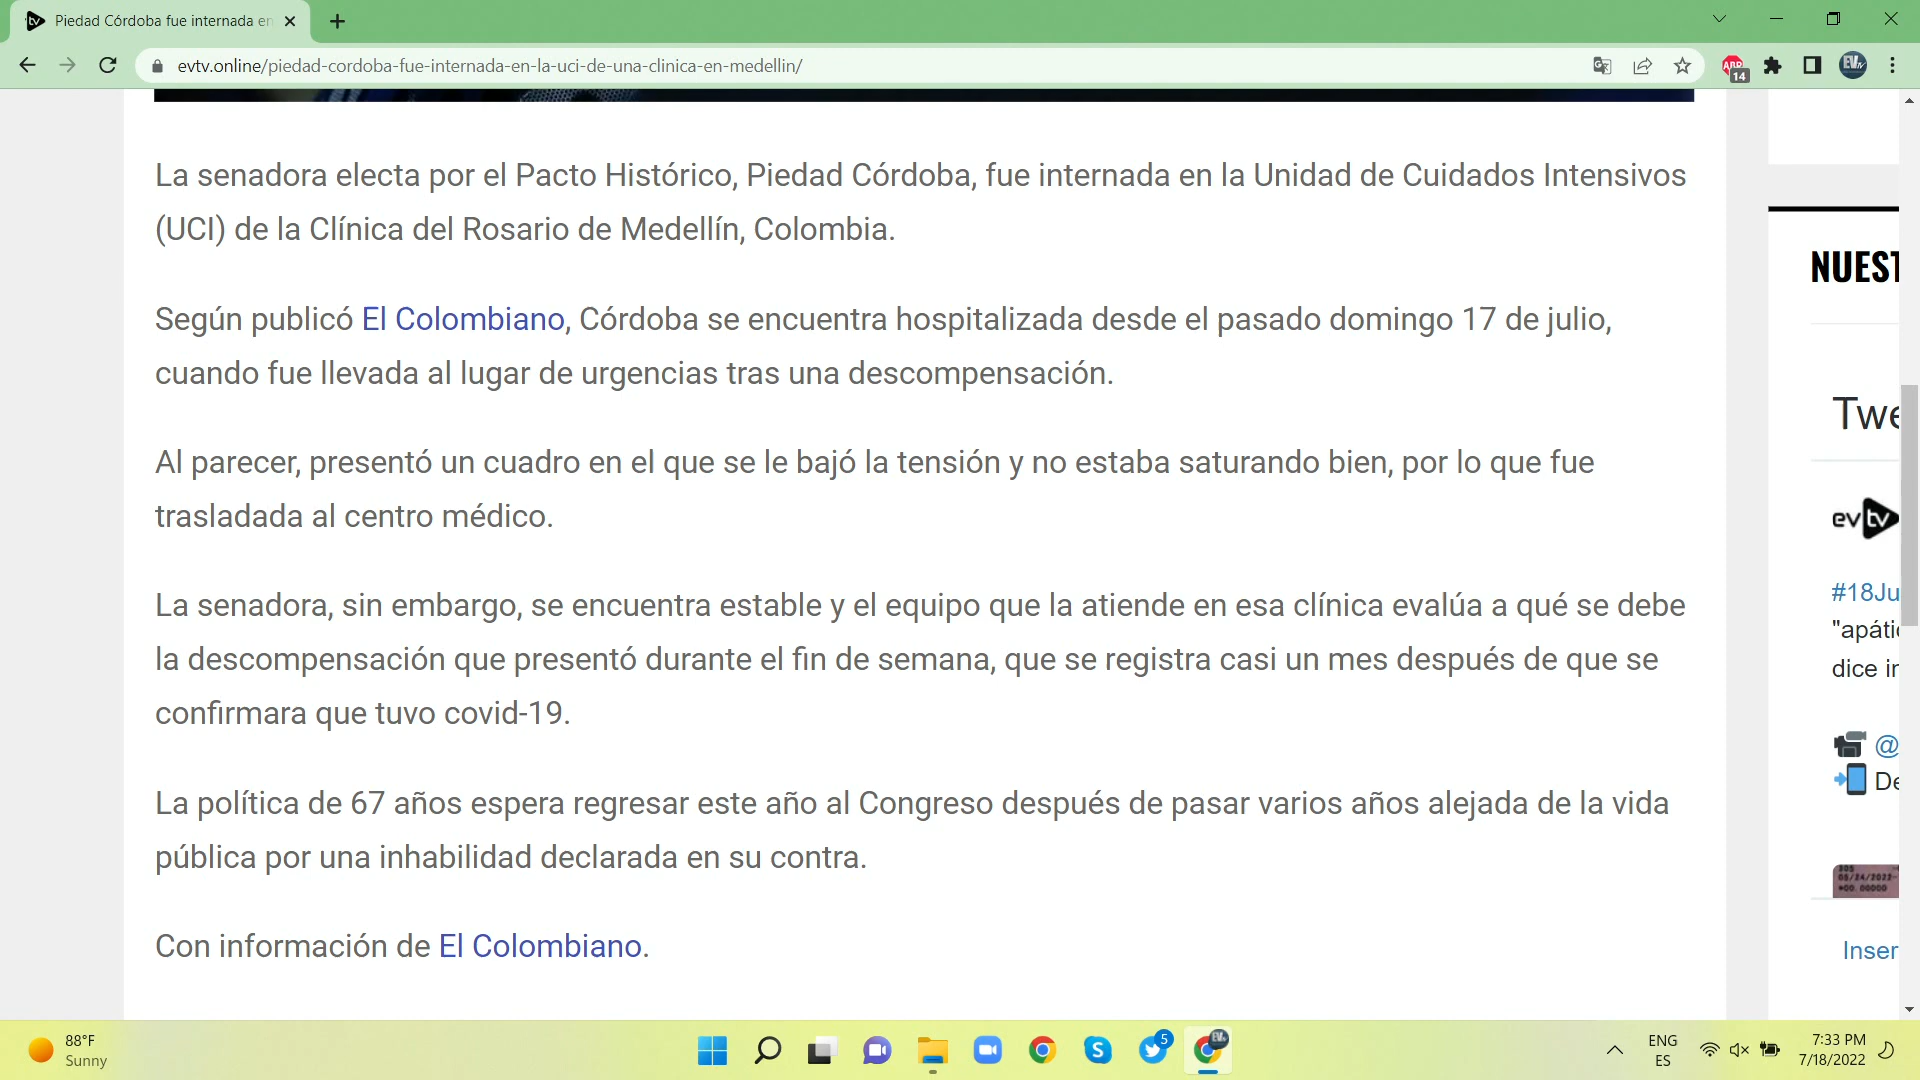 Piedad Córdoba fue internada en
evtv.online/piedad-cordoba-fue-internada-en-la-uci-de-una-clinica-en-medellin/
14
La senadora electa por el Pacto Histórico, Piedad Córdoba, fue internada en la Unidad de Cuidados Intensivos
(UCI) de la Clínica del Rosario de Medellín, Colombia.
Según publicó El Colombiano, Córdoba se encuentra hospitalizada desde el pasado domingo 17 de julio,
cuando fue llevada al lugar de urgencias tras una descompensación.
Al parecer, presentó un cuadro en el que se le bajó la tensión y no estaba saturando bien, por lo que fue
trasladada al centro médico.
La senadora, sin embargo, se encuentra estable y el equipo que la atiende en esa clínica evalúa a qué se debe
la descompensación que presentó durante el fin de semana, que se registra casi un mes después de que se
confirmara que tuvo covid-19.
La política de 67 años espera regresar este año al Congreso después de pasar varios años alejada de la vida
pública por una inhabilidad declarada en su contra.
Con información de El Colombiano.
NUEST
Twe
evtv
#18Ju
"apátic
dice in
@
De
05/24/2022
Inser
88°F
Sunny
5
ENG
ES
7:33 PM
7/18/2022